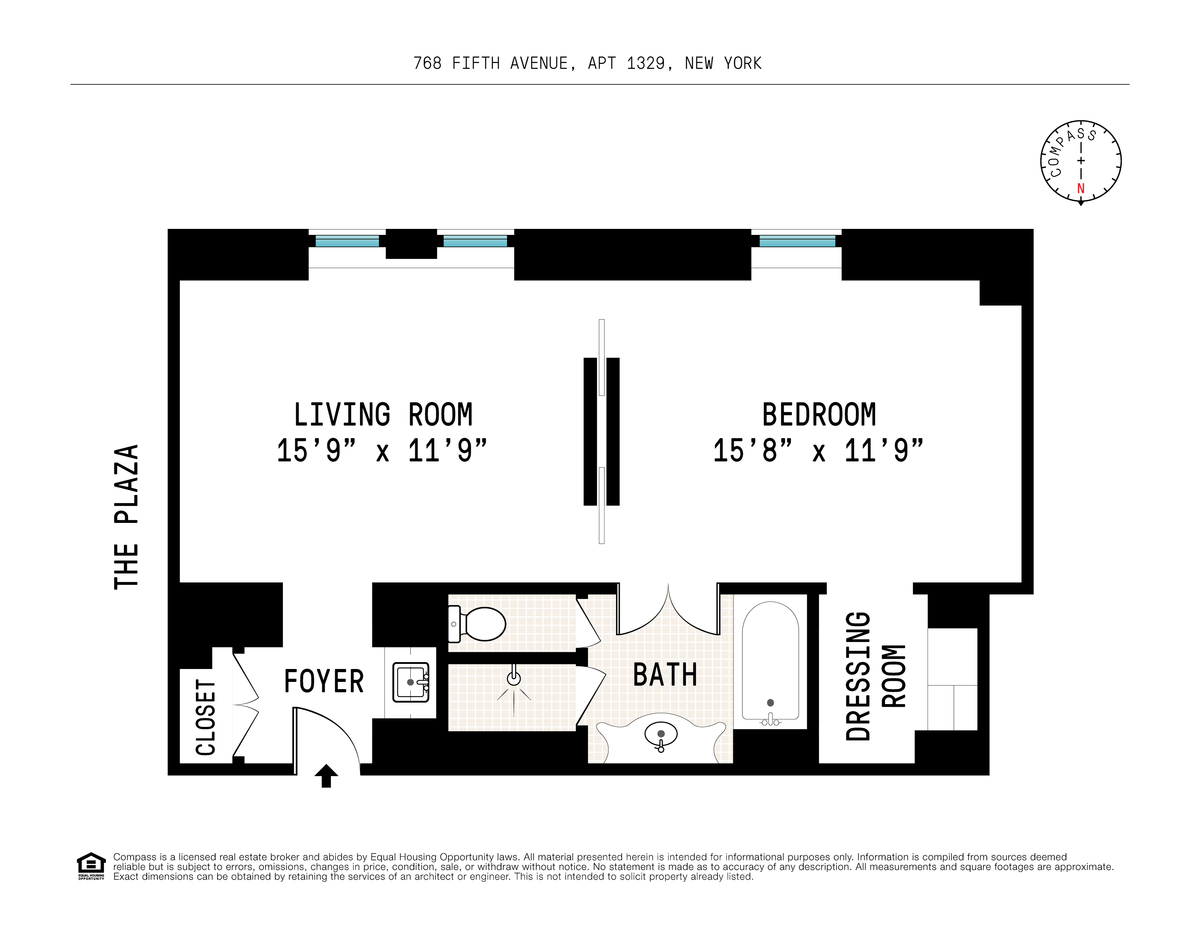 768 FIFTH AVENUE, APT 1329, NEW YORK
COMPASS
N
LIVING ROOM
15’9” x 11’9”
BEDROOM
15’8” x 11’9”
THE PLAZA
CLOSET
FOYER
BATH
DRESSING
ROOM
EQUAL HOUSING
OPPORTUNITY
Compass is a licensed real estate broker and abides by Equal Housing Opportunity laws. All material presented herein is intended for informational purposes only. Information is compiled from sources deemed
reliable but is subject to errors, omissions, changes in price, condition, sale, or withdraw without notice. No statement is made as to accuracy of any description. All measurements and square footages are approximate.
Exact dimensions can be obtained by retaining the services of an architect or engineer. This is not intended to solicit property already listed.